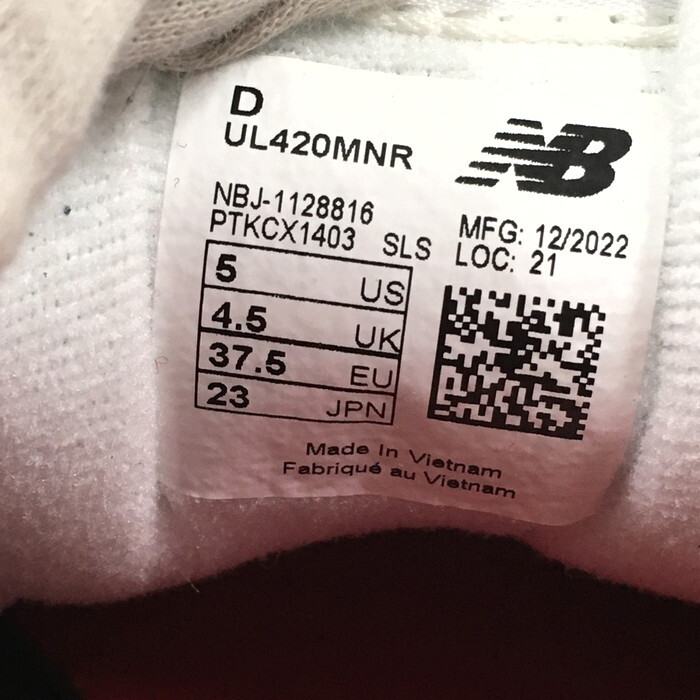 D
UL420MNR
NB
NBJ-1128816
PTKCX1403 SLS
MFG: 12/2022
LOC: 21
5 US
4.5 UK
37.5 EU
23 JPN
Made In Vietnam
Fabriqué au Vietnam